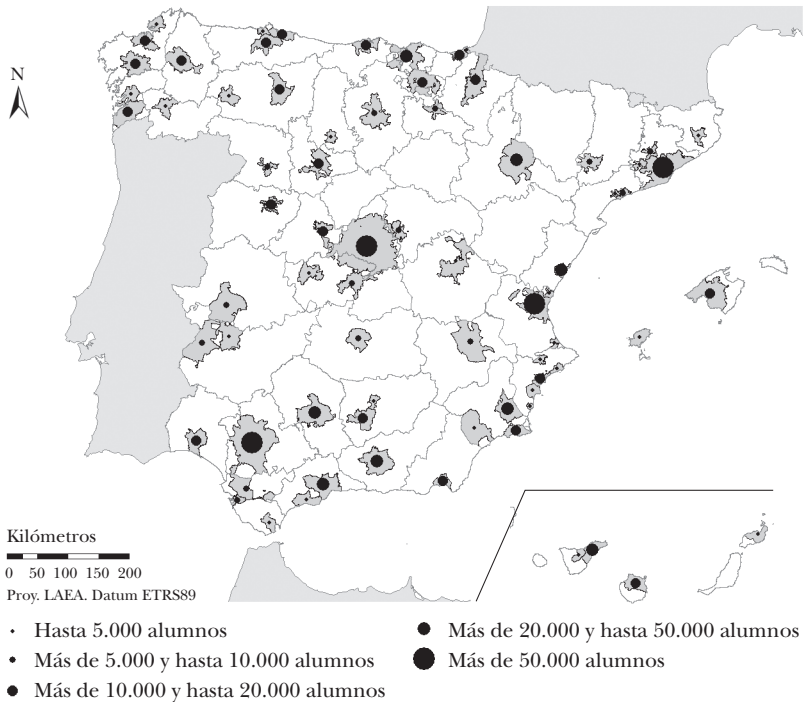 N
Kilómetros
0 50 100 150 200
Proy. LAEA. Datum ETRS89
Hasta 5.000 alumnos
Más de 5.000 y hasta 10.000 alumnos
Más de 10.000 y hasta 20.000 alumnos
Más de 20.000 y hasta 50.000 alumnos
Más de 50.000 alumnos